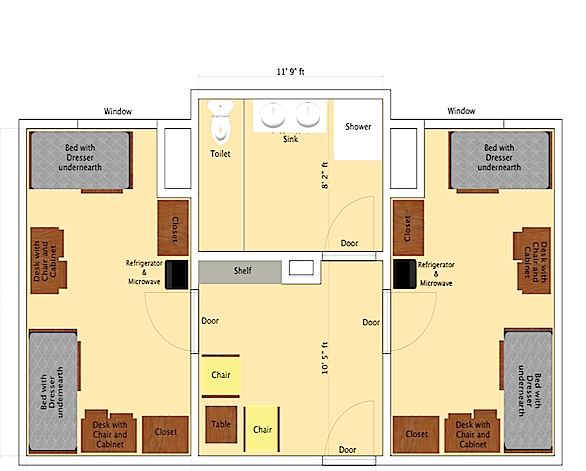 11' 9" ft
Window
Window
Bed with
Dresser
underneath
Toilet
Sink
Shower
Bed with
Dresser
underneath
8' 2" ft
Closet
Closet
Desk with
Chair and
Cabinet
Desk with
Chair and
Cabinet
Door
Refrigerator
&
Microwave
Shelf
Refrigerator
&
Microwave
Door
Door
10' 5" ft
Bed with
Dresser
underneath
Chair
Bed with
Dresser
underneath
Desk with
Chair and
Cabinet
Closet
Table
Chair
Closet
Desk with
Chair and
Cabinet
Door